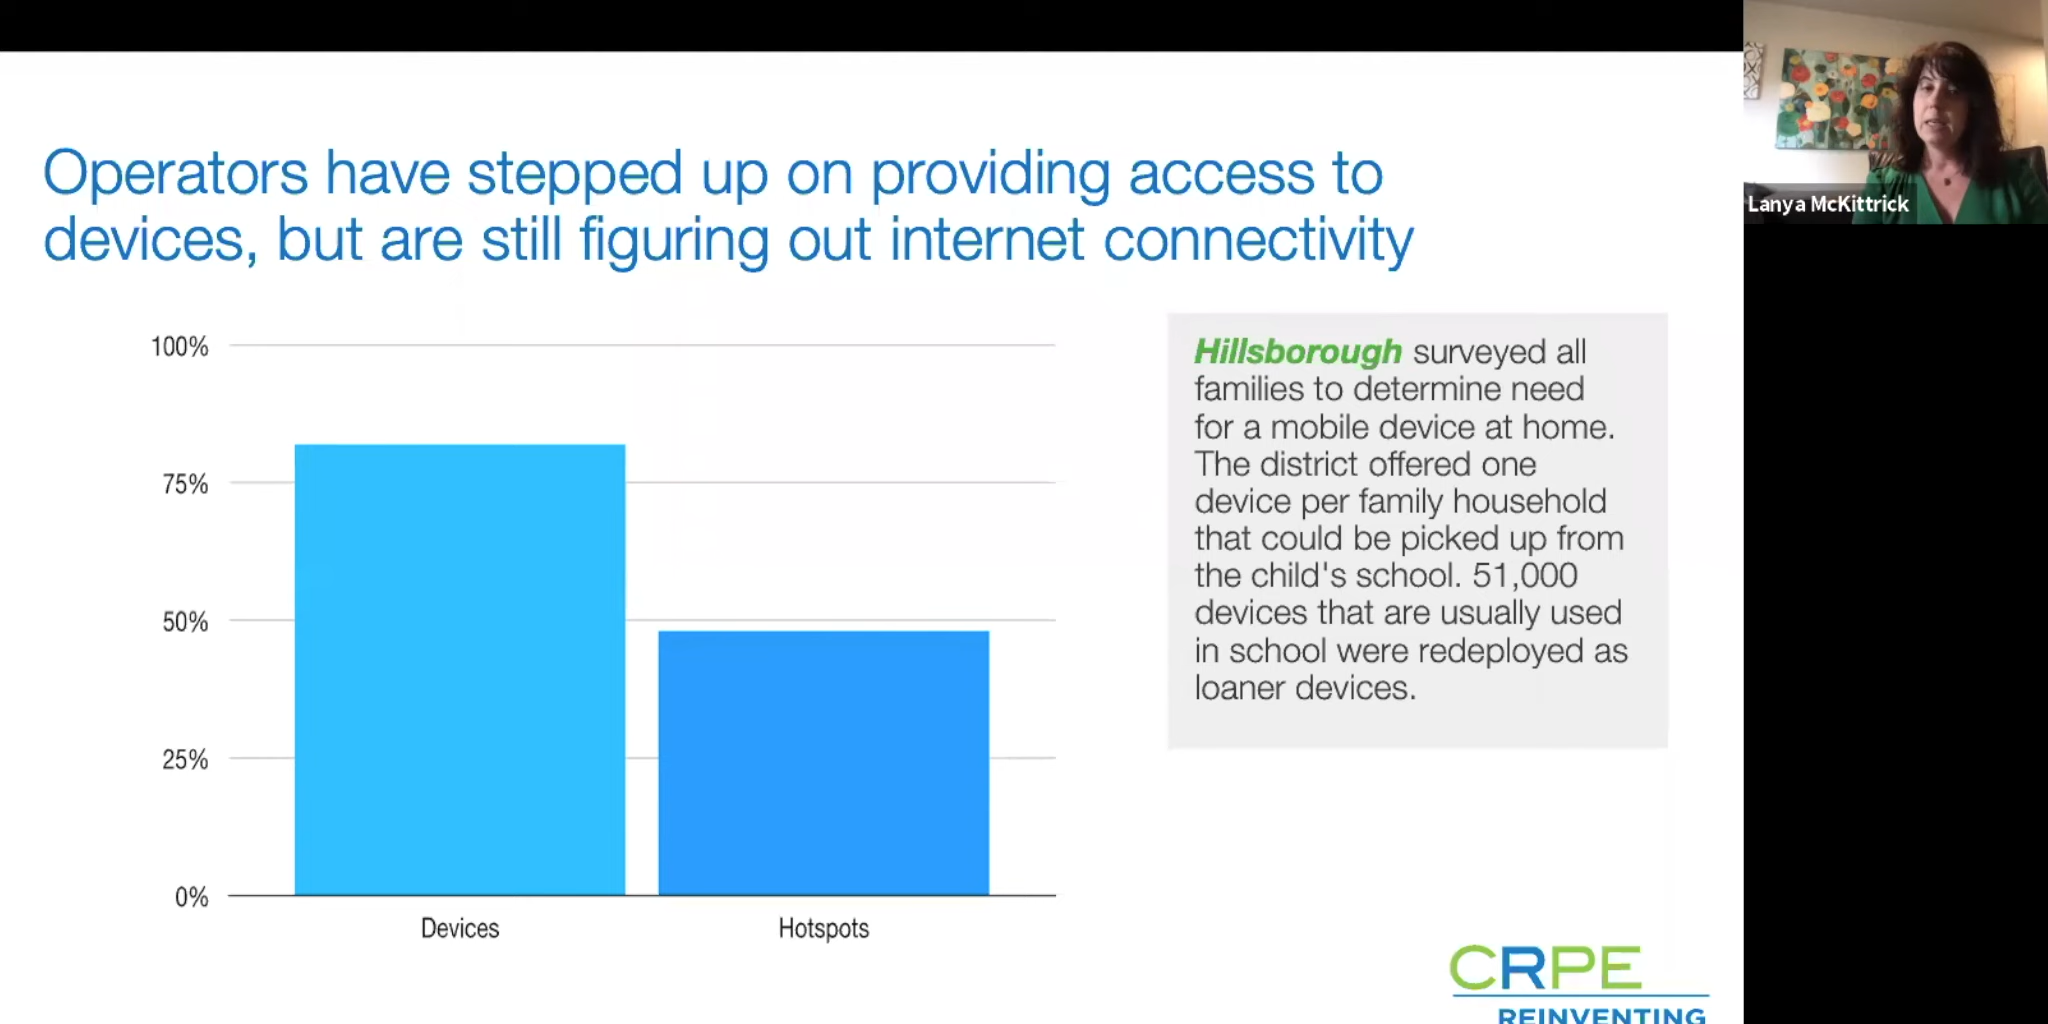 Operators have stepped up on providing access to
devices, but are still figuring out internet connectivity
100%
75%
50%
25%
0%
Devices
Hotspots
Hillsborough surveyed all
families to determine need
for a mobile device at home.
The district offered one
device per family household
that could be picked up from
the child's school. 51,000
devices that are usually used
in school were redeployed as
loaner devices.
CRPE
REINVENTING
Lanya McKittrick